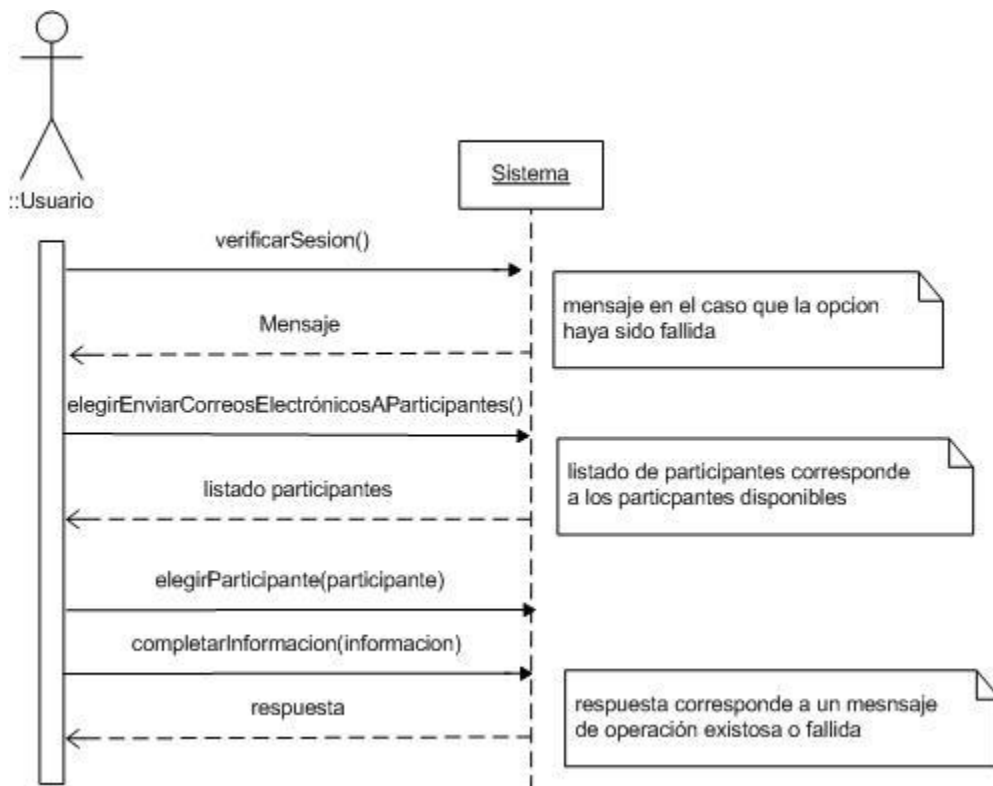 ::Usuario
Sistema
verificarSesion()
mensaje en el caso que la opcion
haya sido fallida
Mensaje
elegirEnviarCorreosElectrónicosAParticipantes()
listado de participantes corresponde
a los particpantes disponibles
listado participantes
elegirParticipante(participante)
completarInformacion(informacion)
respuesta corresponde a un mesnsaje
de operación existosa o fallida
respuesta